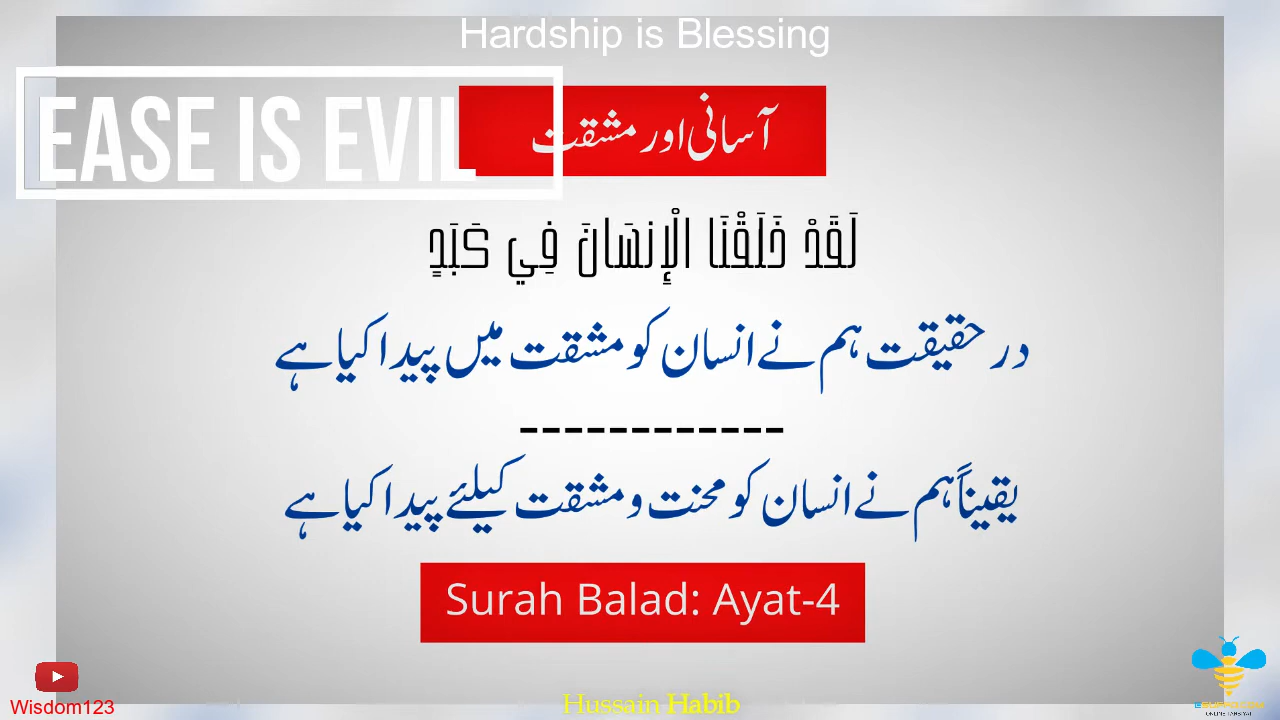 Hardship is Blessing
EASE IS EVIL
آسانی اور مشقت
لَقَدْ خَلَقْنَا الْإِنسَانَ فِي كَبَدٍ
در حقیقت ہم نے انسان کو مشقت میں پیدا کیا ہے
------------
یقیناً ہم نے انسان کو محنت و مشقت کیلئے پیدا کیا ہے
Surah Balad: Ayat-4
Wisdom123
Hussain Habib